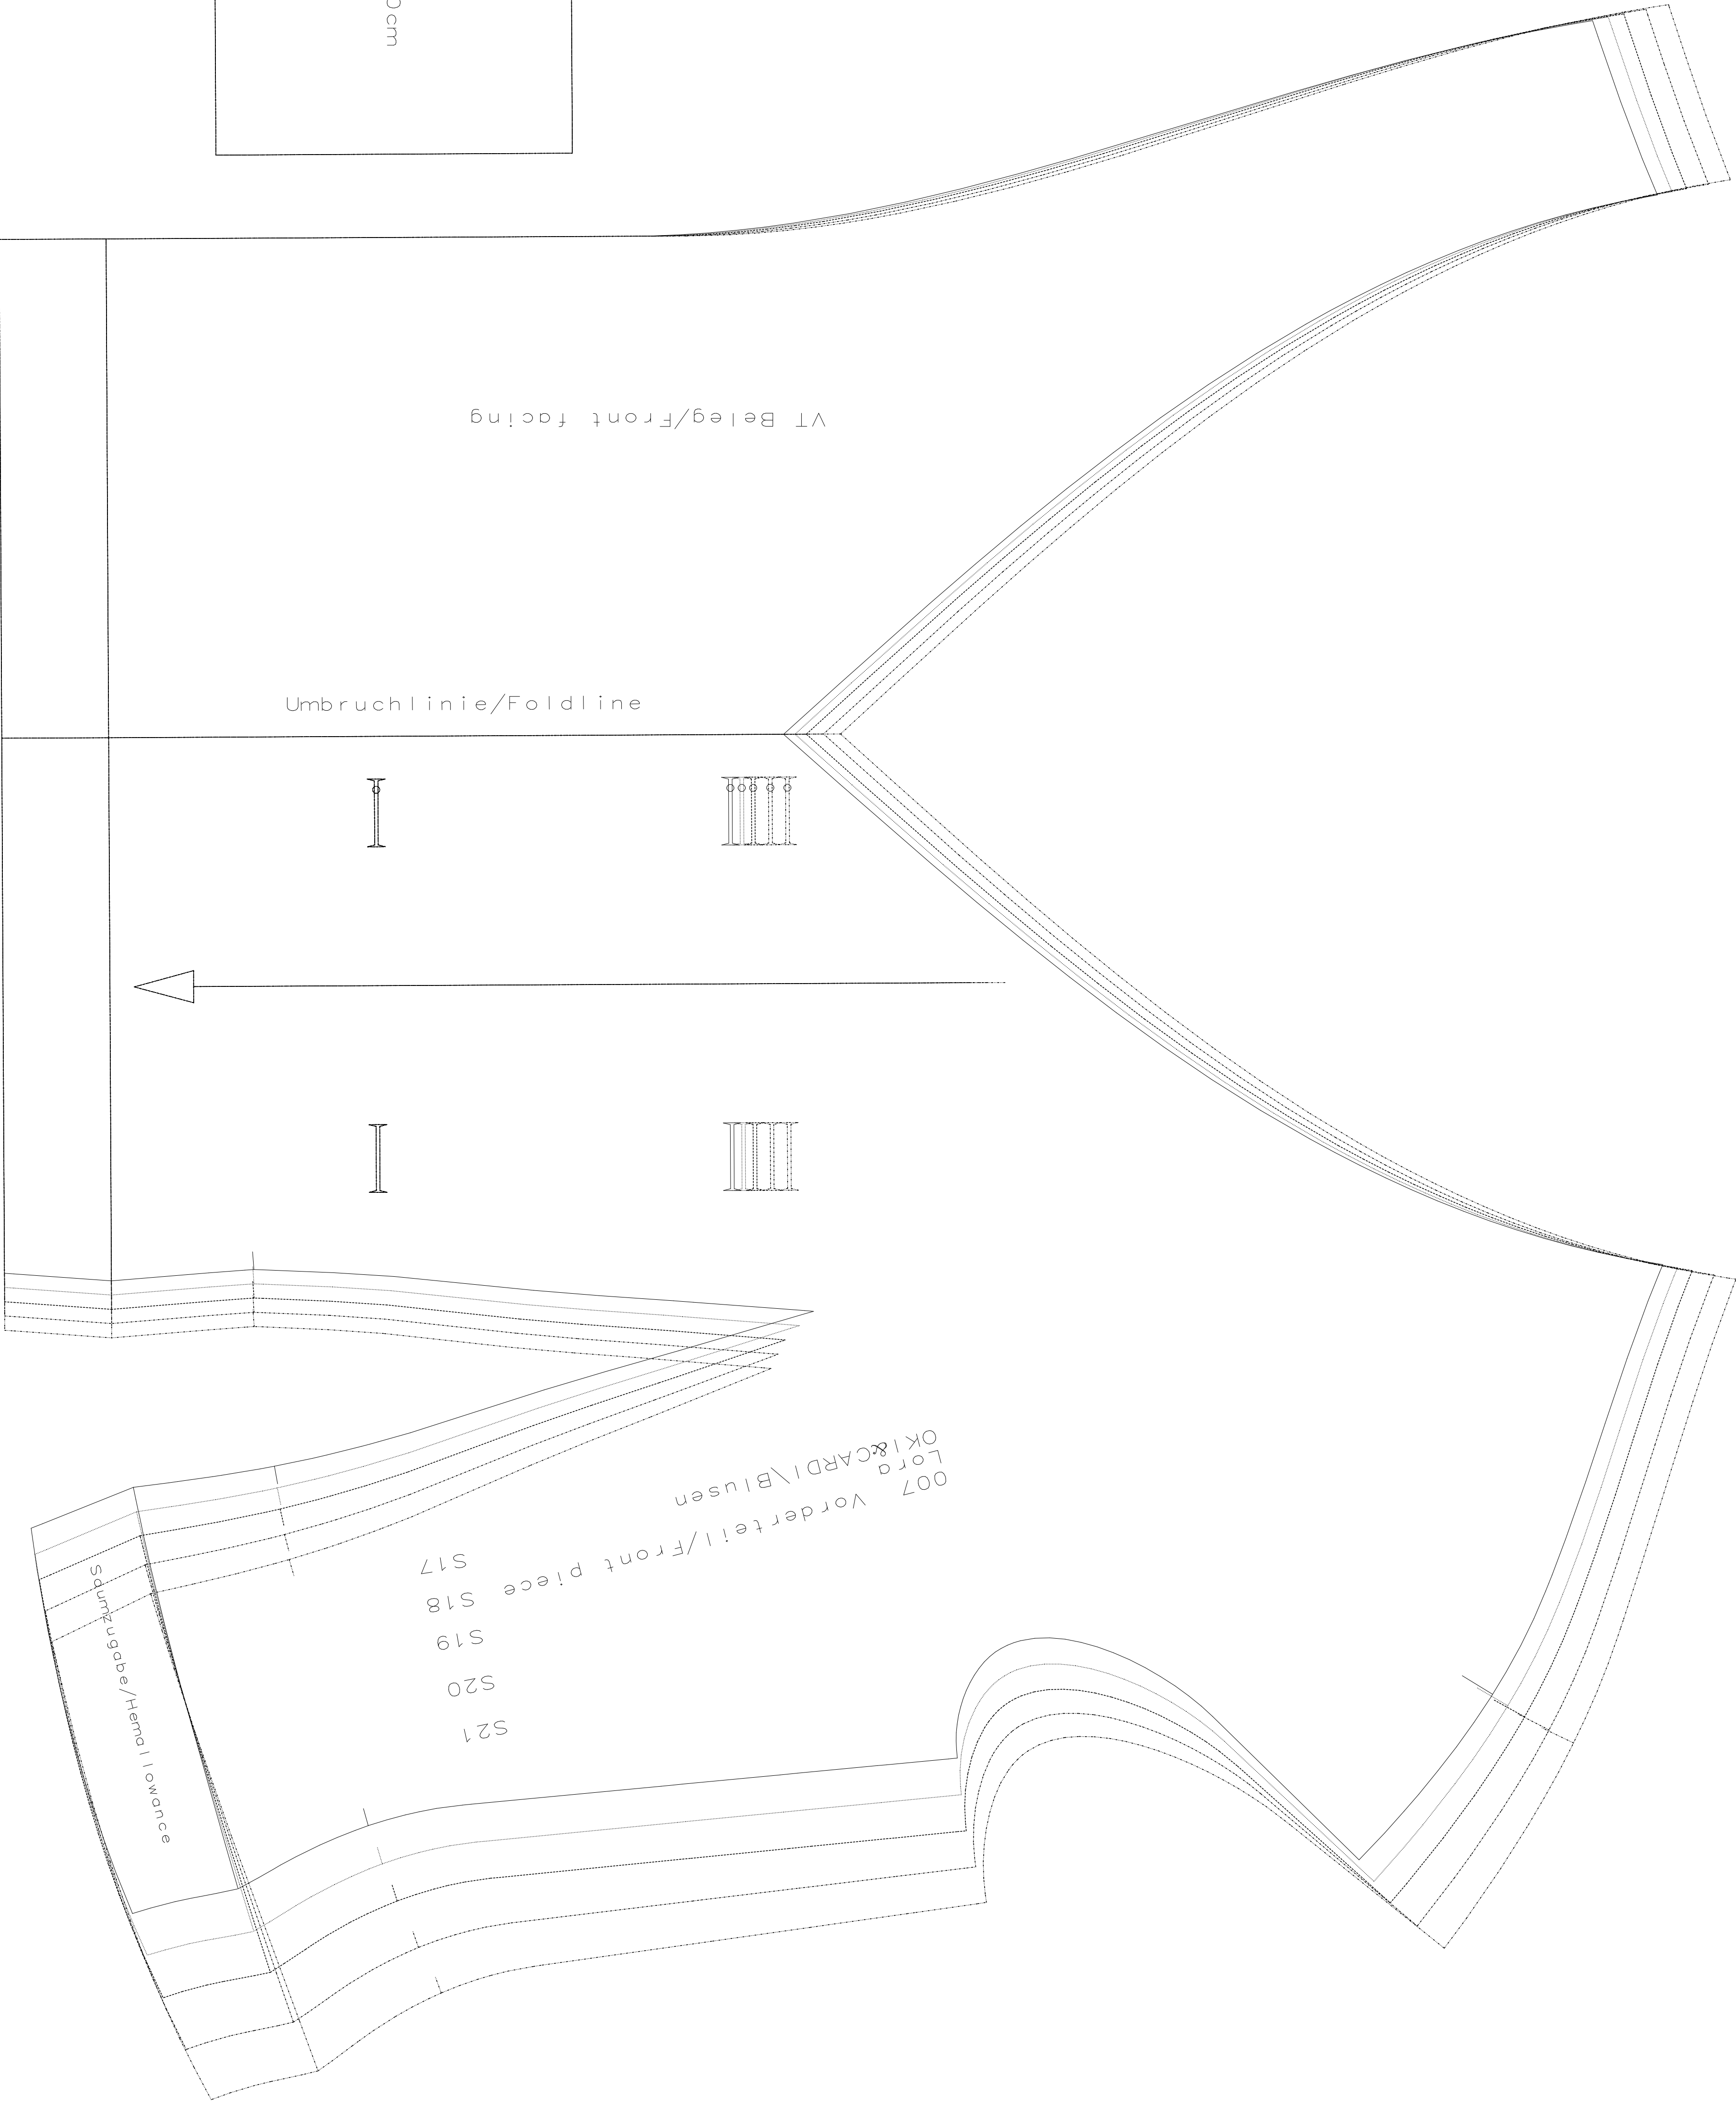 0cm
VT Beleg/Front facing
Umbruchlinie/Foldline
007 Vorderteil/Front piece
Lora
OKI&CARDI\Blusen
S17
S18
S19
S20
S21
Saumzugabe/Hemallowance